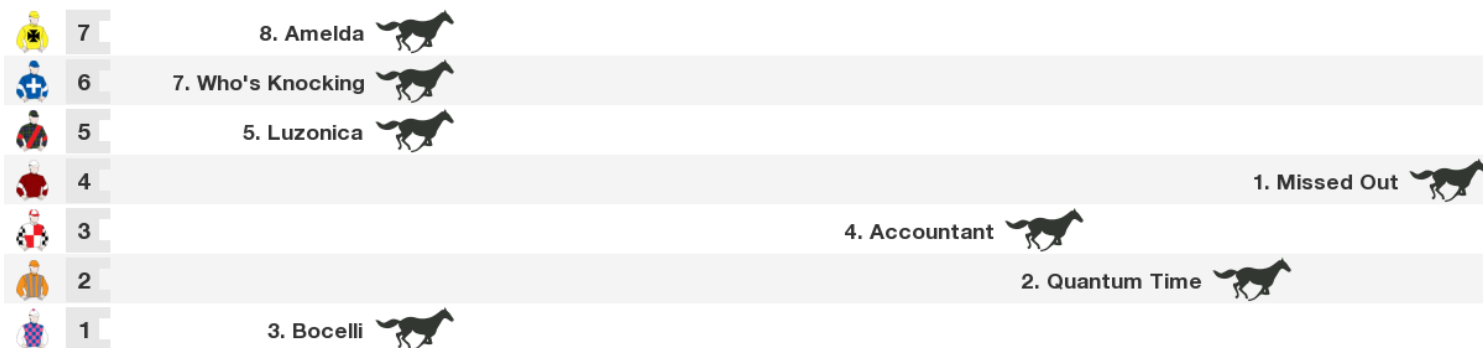 7 8. Amelda
6 7. Who's Knocking
5 5. Luzonica
4 1. Missed Out
3 4. Accountant
2 2. Quantum Time
1 3. Bocelli